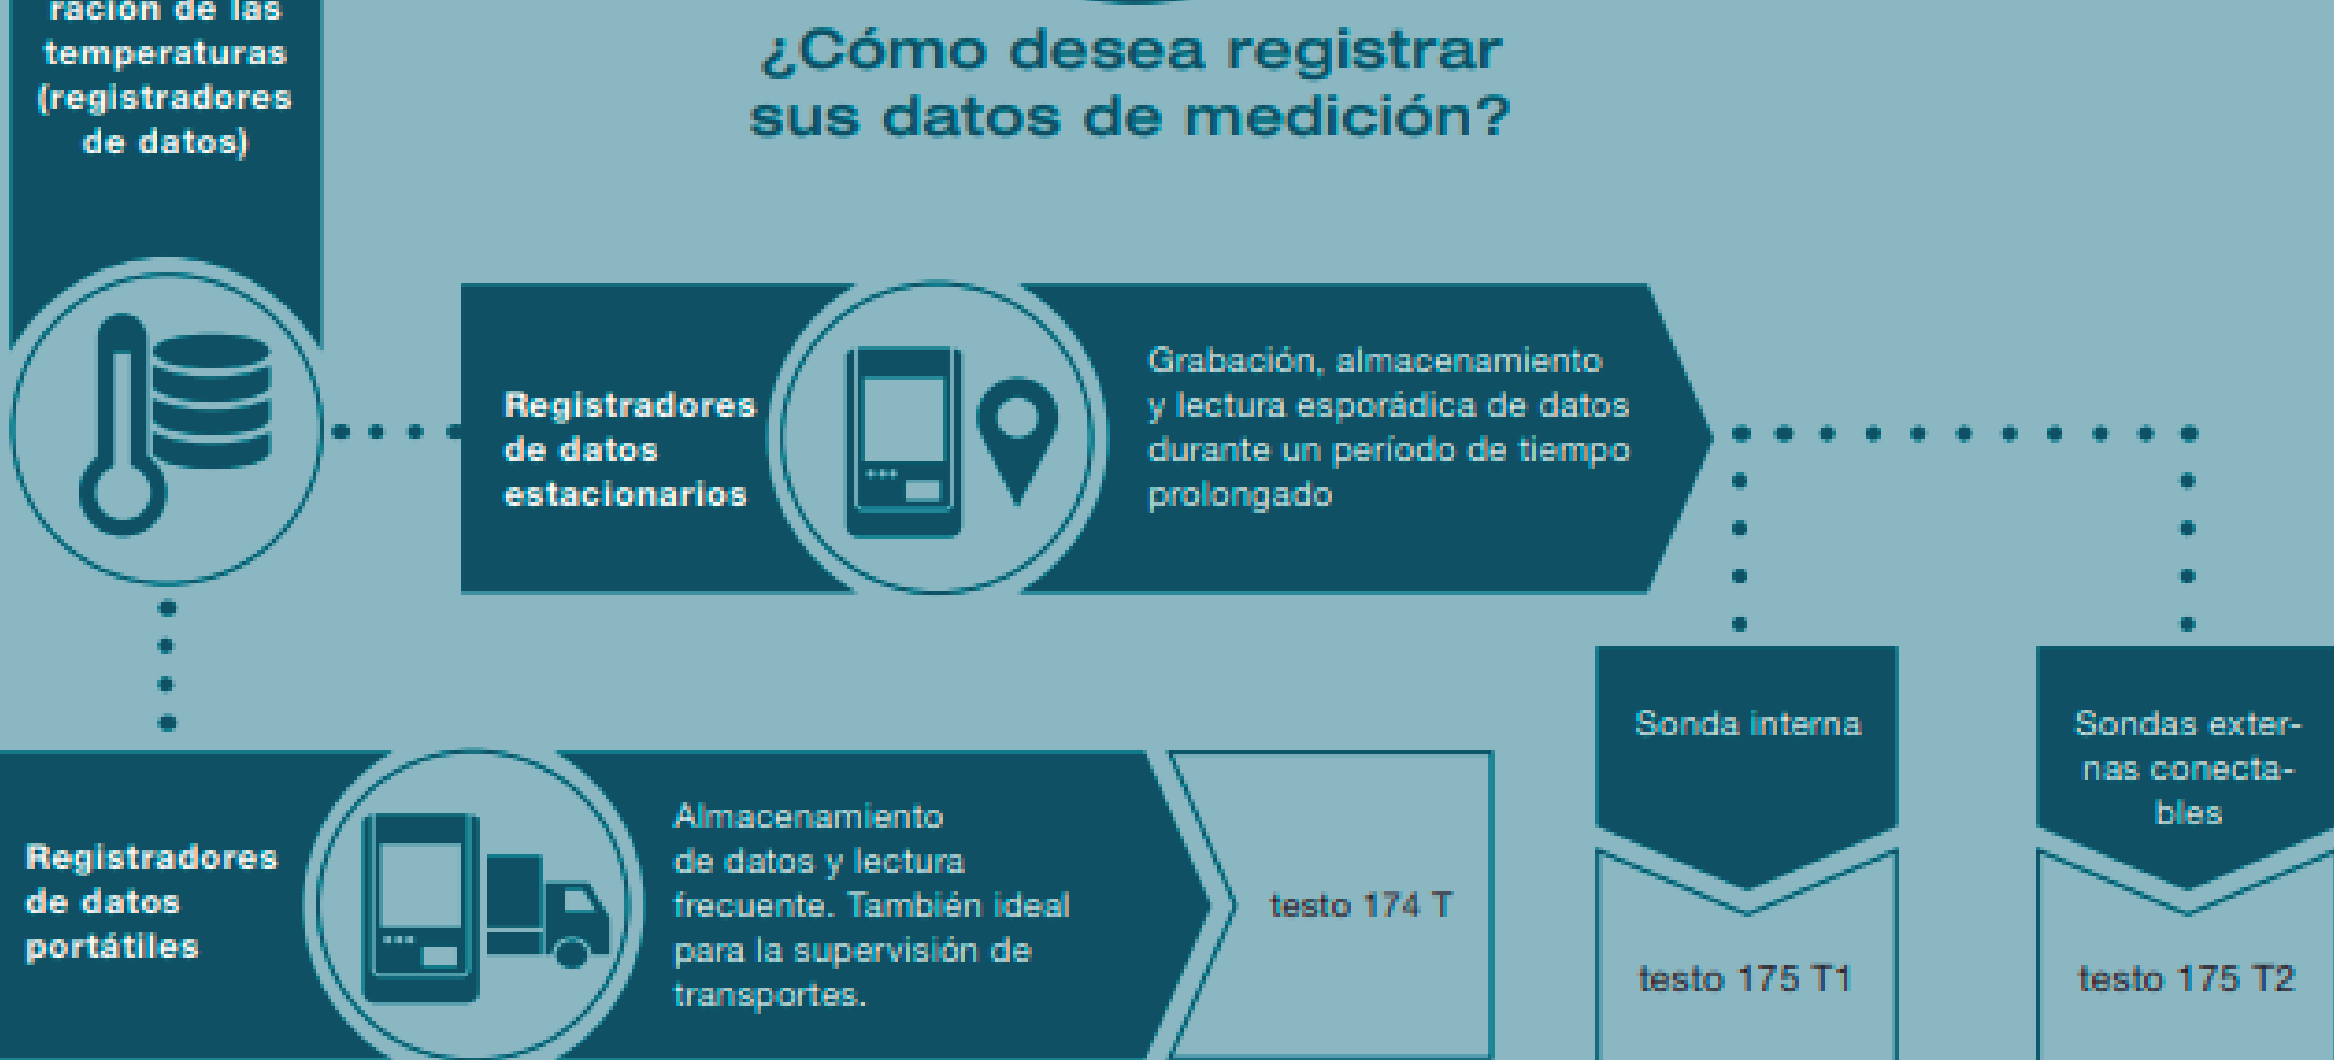 ración de las
temperaturas
(registradores
de datos)
¿Cómo desea registrar
sus datos de medición?
Registradores
de datos
estacionarios
Grabación, almacenamiento
y lectura esporádica de datos
durante un período de tiempo
prolongado
Sonda interna
Sondas exter-
nas conecta-
bles
Registradores
de datos
portátiles
Almacenamiento
de datos y lectura
frecuente. También ideal
para la supervisión de
transportes.
testo 174 T
testo 175 T1
testo 175 T2